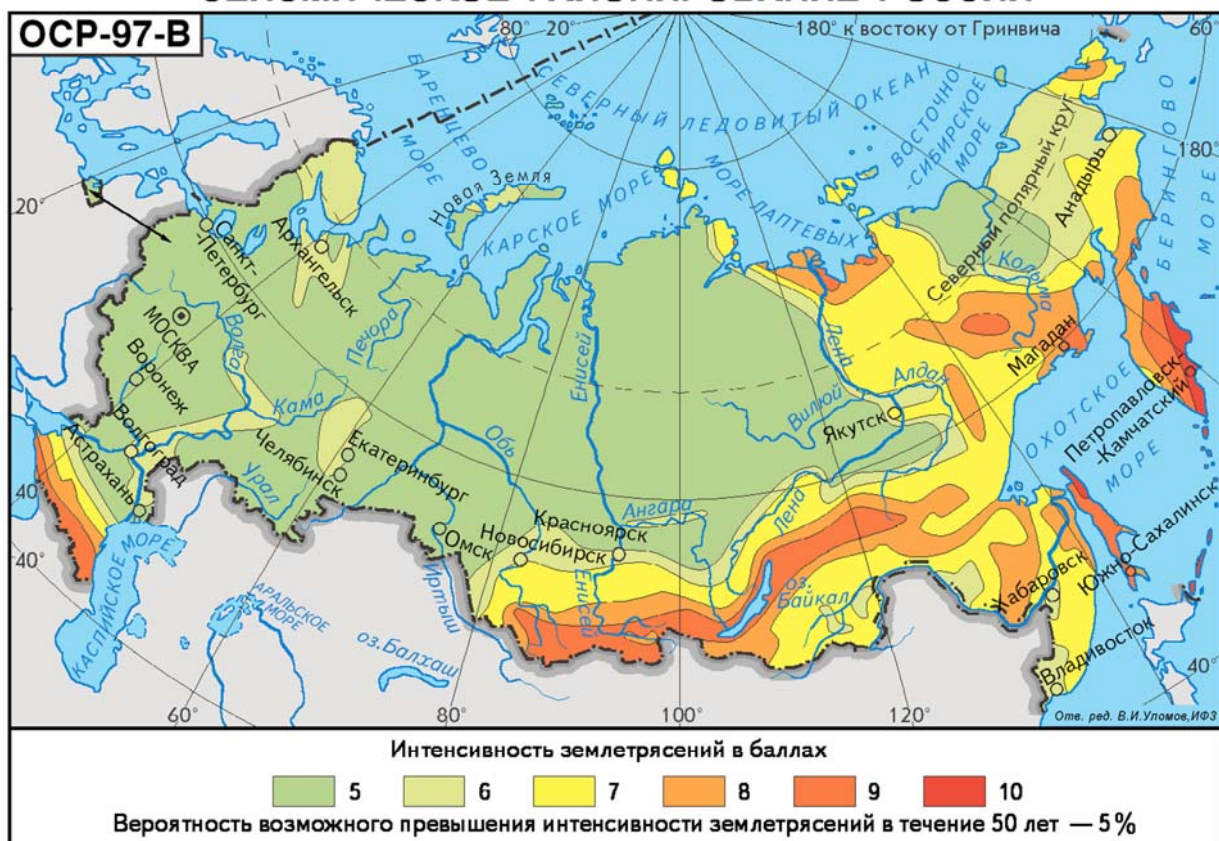 ОСР-97-В
80° 20°
180° к востоку от Гринвича
60°
БАРЕНЦЕВО МОРЕ
СЕВЕРНЫЙ ЛЕДОВИТЫЙ ОКЕАН
ВОСТОЧНО-
СИБИРСКОЕ
МОРЕ
БЕРИНГОВО МОРЕ
180°
20°
Новая Земля
КАРСКОЕ МОРЕ
МОРЕ ЛАПТЕВЫХ
Северный полярный круг
Анадырь
Санкт-
Петербург
Архангельск
Колыма
МОСКВА
Волга
Печора
Енисей
Лена
Магадан
Воронеж
Кама
Обь
Вилюй
Алдан
Якутск
Петропавловск-
-Камчатский
ОХОТСКОЕ МОРЕ
Волгоград
Астрахань
Челябинск
Екатеринбург
Урал
40°
Ангара
Лена
Красноярск
Новосибирск
Омск
Иртыш
Енисей
оз.
Байкал
Хабаровск
Южно-Сахалинск
40°
КАСПИЙСКОЕ МОРЕ
АРАЛЬСКОЕ
МОРЕ
оз.Балхаш
Владивосток
40°
60°
80°
100°
120°
Отв. ред. В.И.Уломов,ИФЗ
Интенсивность землетрясений в баллах
5 6 7 8 9 10
Вероятность возможного превышения интенсивности землетрясений в течение 50 лет — 5%